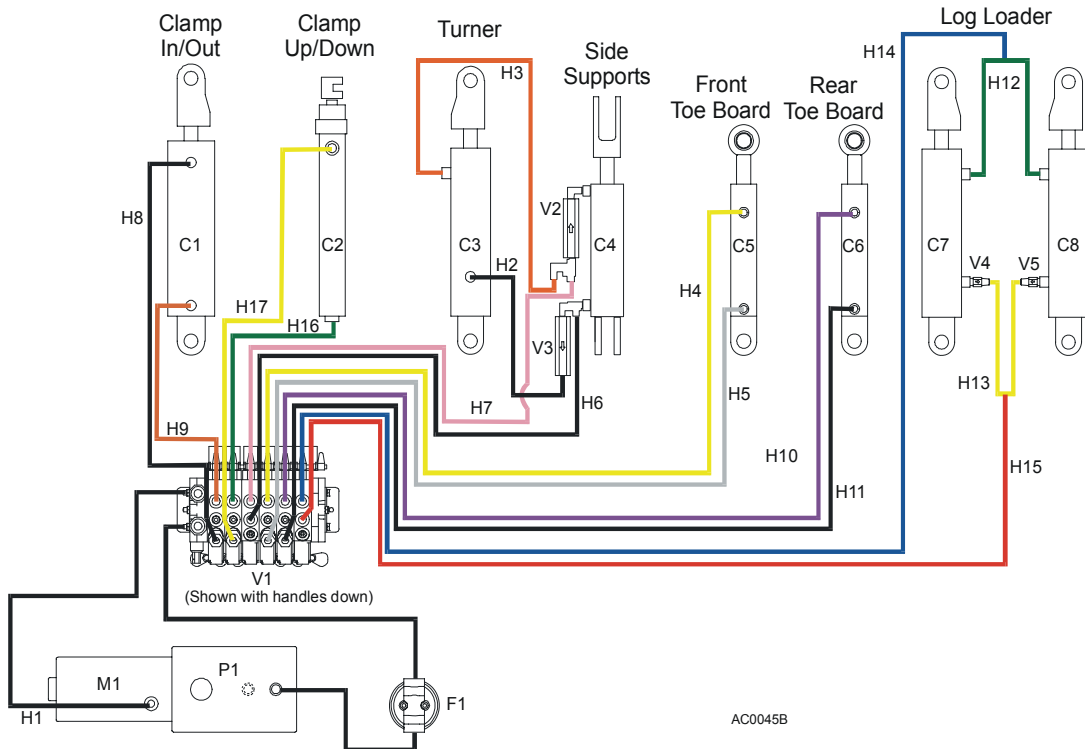 Clamp
In/Out
Clamp
Up/Down
Turner
Side
Supports
Front
Toe Board
Rear
Toe Board
Log Loader
H14
H3
H12
H8
V2
C1
C2
C3
C4
C5
C6
C7
C8
H2
V4
V5
H4
H17
H16
V3
H13
H5
H7
H6
H9
H10
H11
H15
V1
(Shown with handles down)
M1
P1
F1
H1
AC0045B